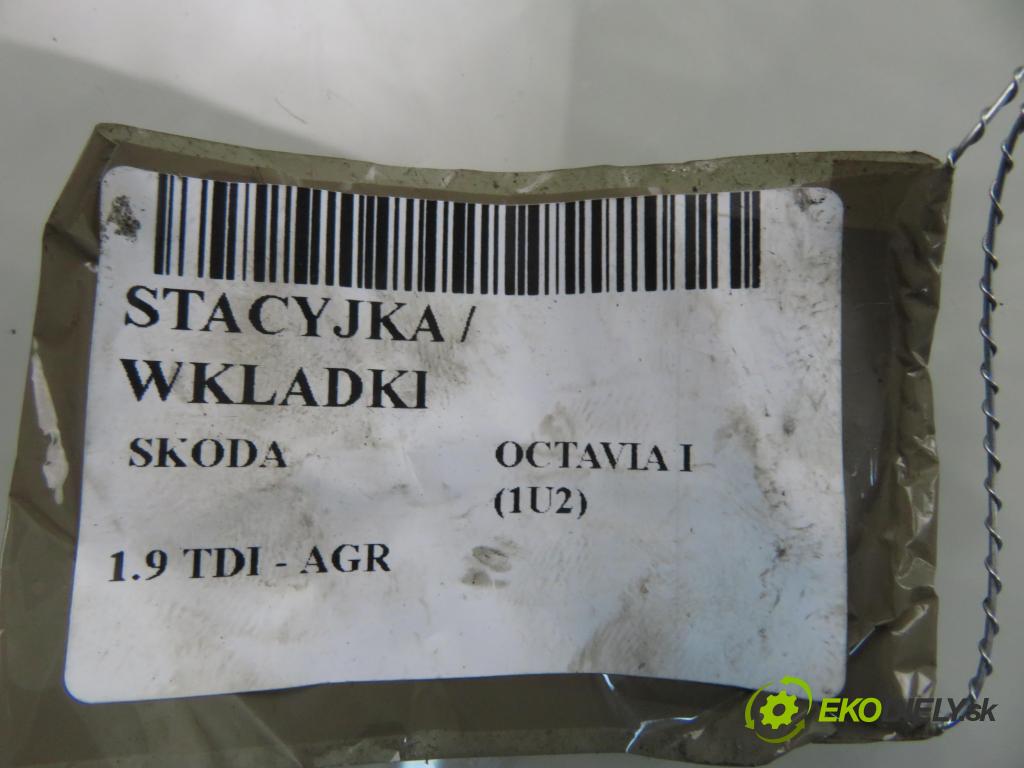 STACYJKA /
WKLADKI
SKODA OCTAVIA I
(1U2)
1.9 TDI - AGR
EKODIELY.sk